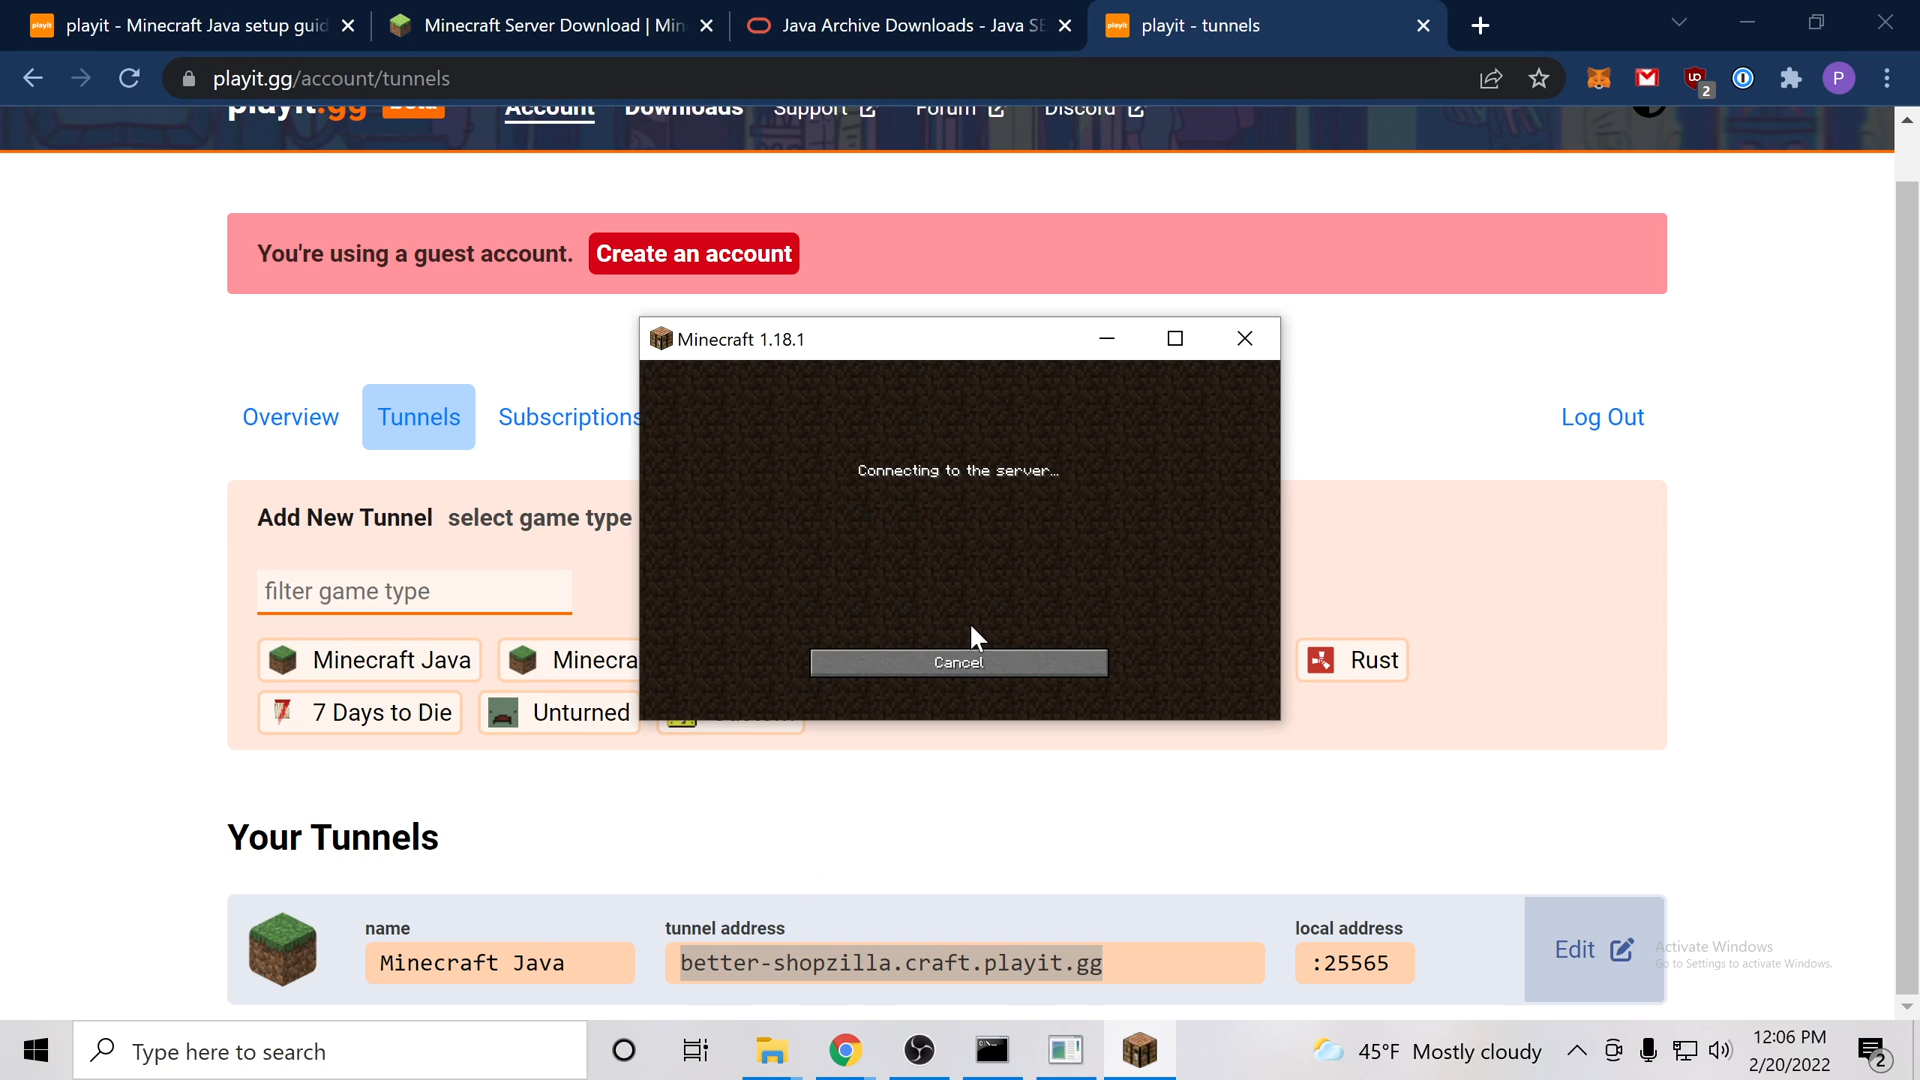 playit - Minecraft Java setup guid
Minecraft Server Download | Min
Java Archive Downloads - Java SE
playit - tunnels
playit.gg/account/tunnels
2
P
playit.gg Beta
Account
Downloads
Support
Forum
Discord
You're using a guest account.
Create an account
Minecraft 1.18.1
Overview
Tunnels
Subscriptions
Log Out
Connecting to the server...
Cancel
Add New Tunnel select game type
filter game type
Minecraft Java
Minecra
Rust
7 Days to Die
Unturned
Your Tunnels
name
tunnel address
local address
Minecraft Java
better-shopzilla.craft.playit.gg
:25565
Edit
Activate Windows
Go to Settings to activate Windows.
Type here to search
45°F Mostly cloudy
12:06 PM
2/20/2022
2